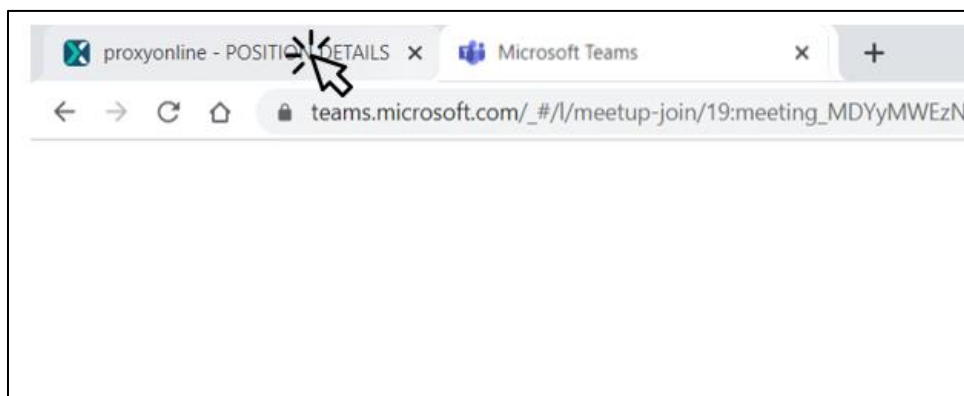 proxyonline - POSITION DETAILS Microsoft Teams
teams.microsoft.com/_#/l/meetup-join/19:meeting_MDYyMWEzN